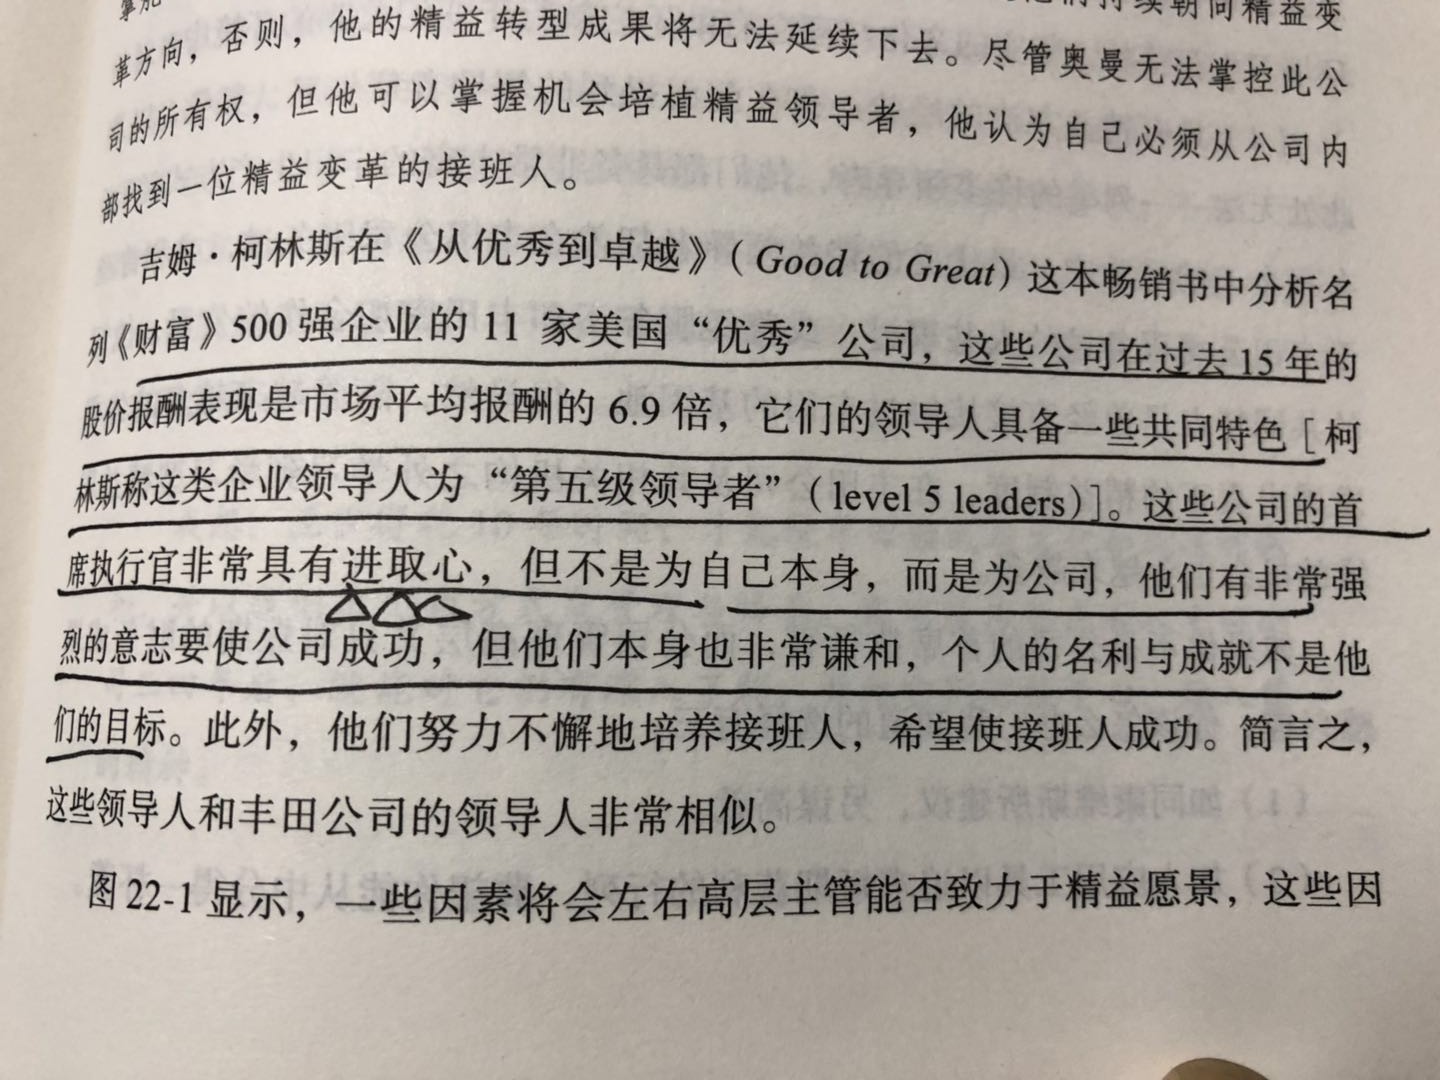 持续朝向精益变
革方向，否则，他的精益转型成果将无法延续下去。尽管奥曼无法掌控此公
司的所有权，但他可以掌握机会培植精益领导者，他认为自己必须从公司内
部找到一位精益变革的接班人。
吉姆·柯林斯在《从优秀到卓越》(Good to Great) 这本畅销书中分析名
列《财富》500 强企业的 11 家美国“优秀”公司，这些公司在过去 15 年的
股价报酬表现是市场平均报酬的 6.9 倍，它们的领导人具备一些共同特色 [柯
林斯称这类企业领导人为“第五级领导者”(level 5 leaders)]。这些公司的首
席执行官非常具有进取心，但不是为自己本身，而是为公司，他们有非常强
烈的意志要使公司成功，但他们本身也非常谦和，个人的名利与成就不是他
们的目标。此外，他们努力不懈地培养接班人，希望使接班人成功。简言之，
这些领导人和丰田公司的领导人非常相似。
图 22-1 显示，一些因素将会左右高层主管能否致力于精益愿景，这些因